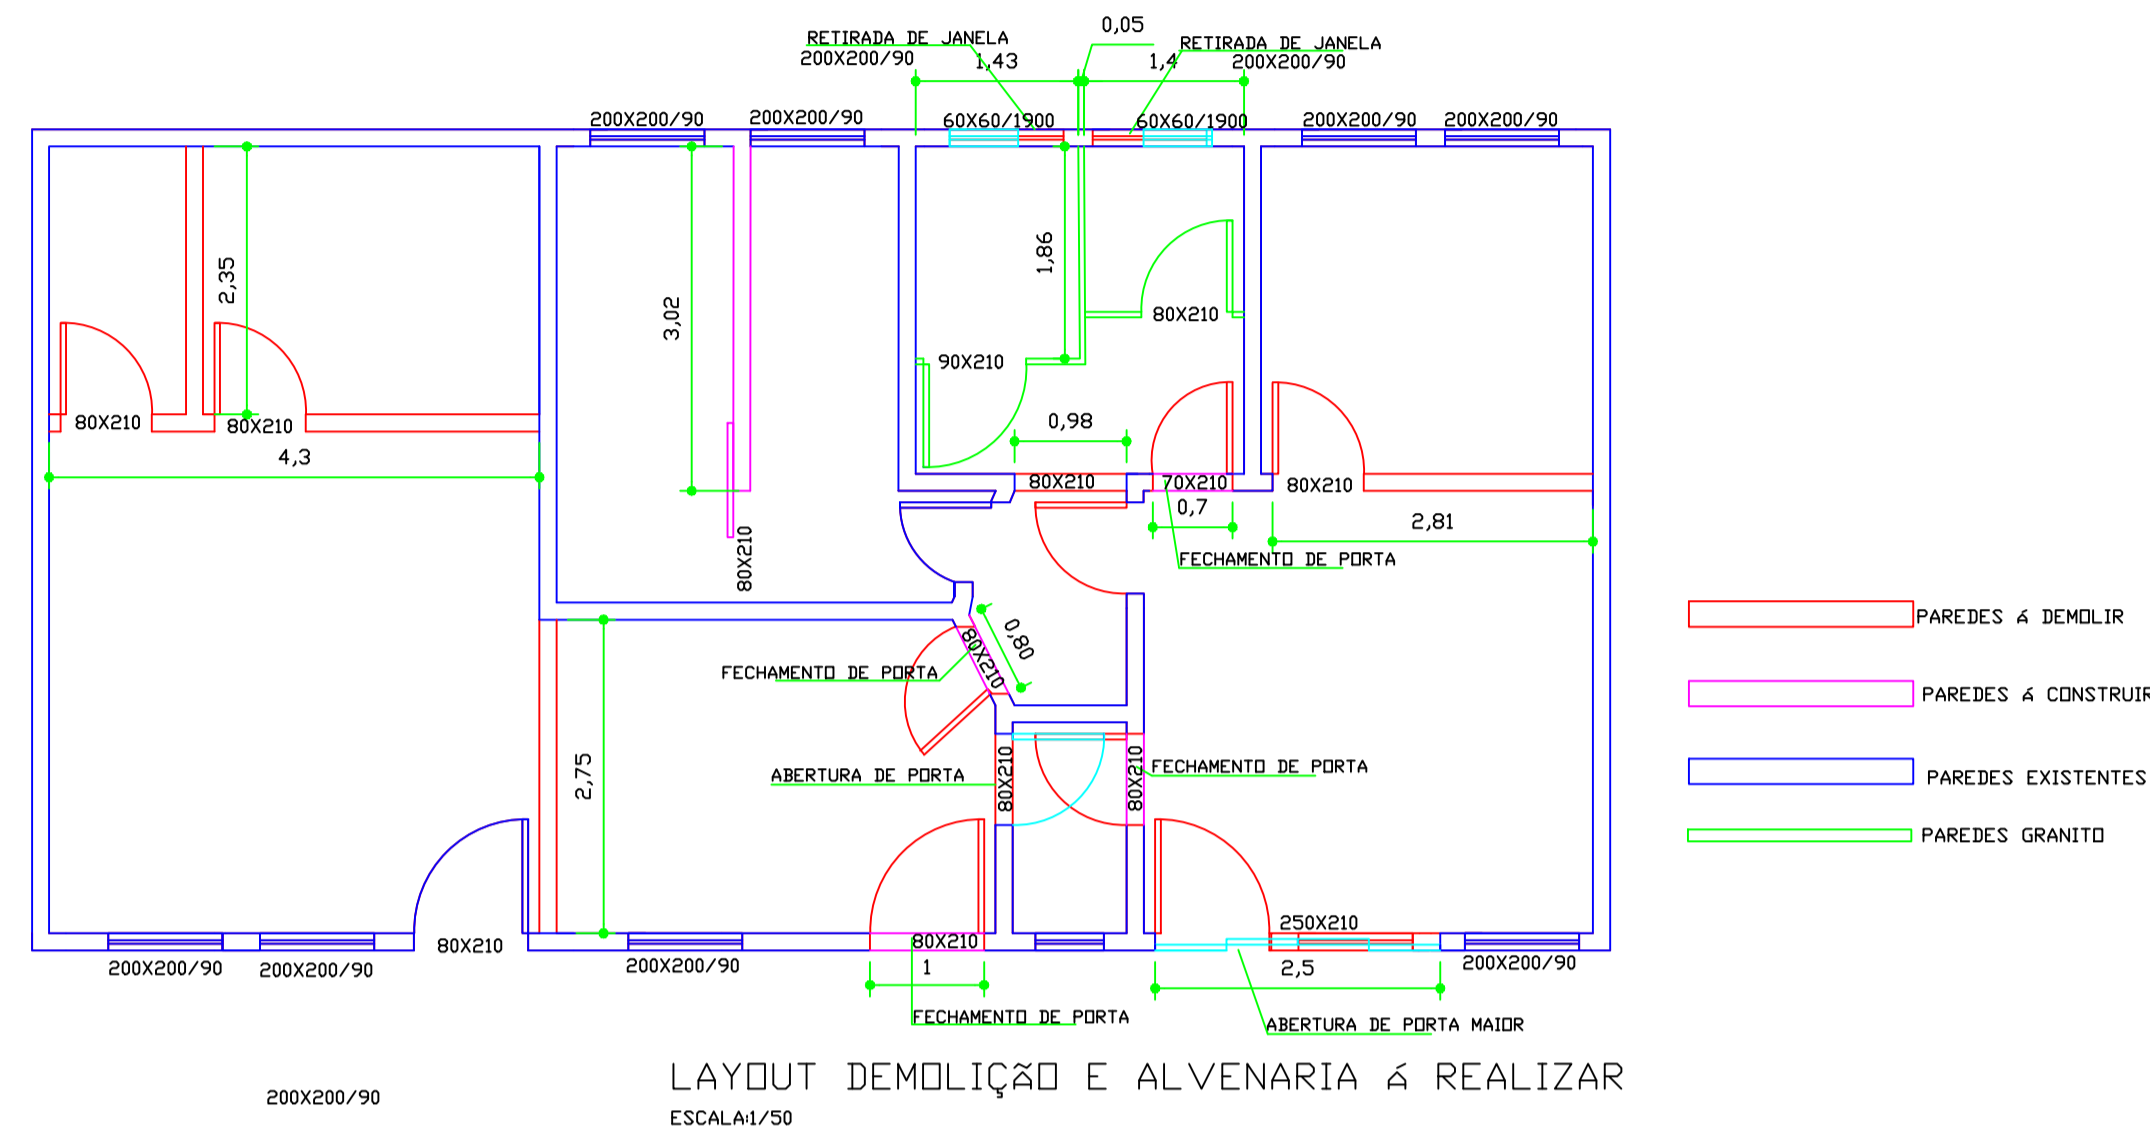 0,05
RETIRADA DE JANELA
RETIRADA DE JANELA
200X200/90
1,43
1,4
200X200/90
200X200/90
200X200/90
60X60/1900
60X60/1900
200X200/90
200X200/90
2,35
3,02
1,86
80X210
90X210
80X210
80X210
0,98
4,3
80X210
70X210
80X210
0,7
2,81
80X210
FECHAMENTO DE PORTA
PAREDES Á DEMOLIR
0,80
80X210
FECHAMENTO DE PORTA
PAREDES Á CONSTRUIR
2,75
ABERTURA DE PORTA
80X210
80X210
FECHAMENTO DE PORTA
PAREDES EXISTENTES
PAREDES GRANITO
250X210
80X210
80X210
200X200/90
200X200/90
200X200/90
1
2,5
200X200/90
FECHAMENTO DE PORTA
ABERTURA DE PORTA MAIOR
LAYOUT DEMOLIÇÃO E ALVENARIA Á REALIZAR
200X200/90
ESCALA:1/50